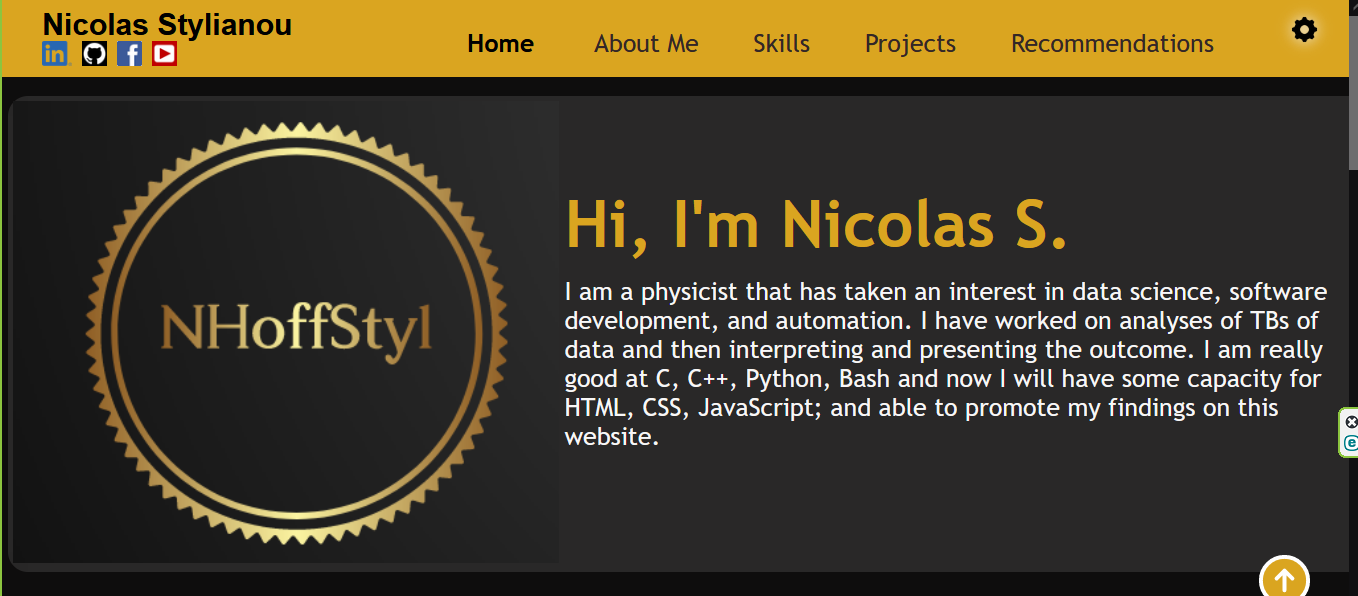 Nicolas Stylianou
in
Home About Me Skills Projects Recommendations
NHoffStyl
Hi, I'm Nicolas S.
I am a physicist that has taken an interest in data science, software
development, and automation. I have worked on analyses of TBs of
data and then interpreting and presenting the outcome. I am really
good at C, C++, Python, Bash and now I will have some capacity for
HTML, CSS, JavaScript; and able to promote my findings on this
website.